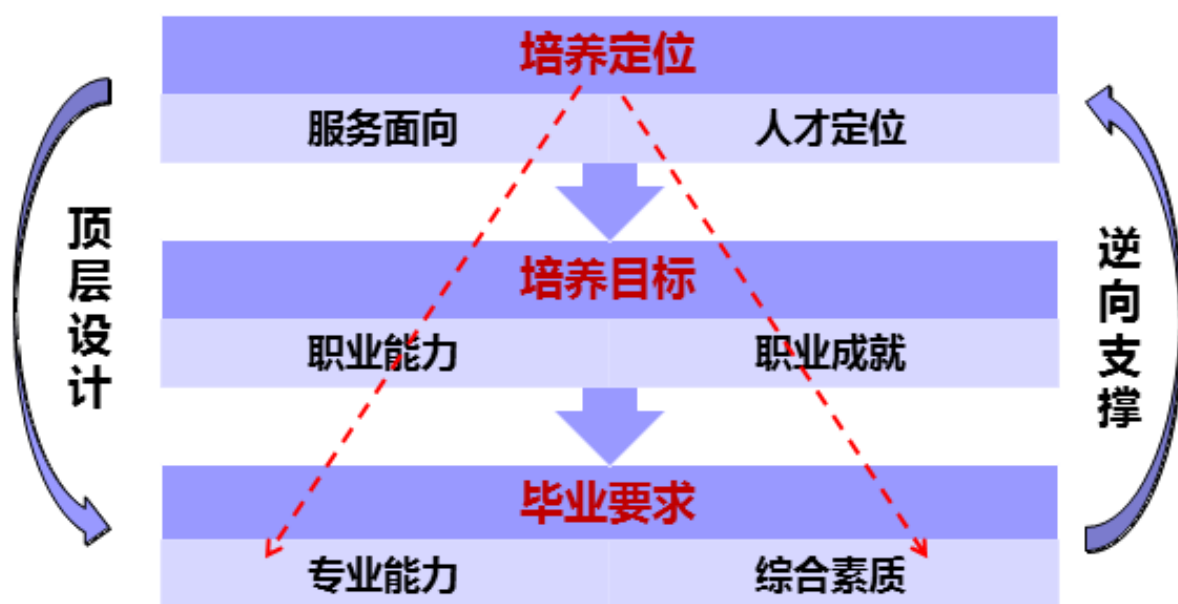 培养定位
服务面向
人才定位
顶层设计
培养目标
职业能力
职业成就
逆向支撑
毕业要求
专业能力
综合素质